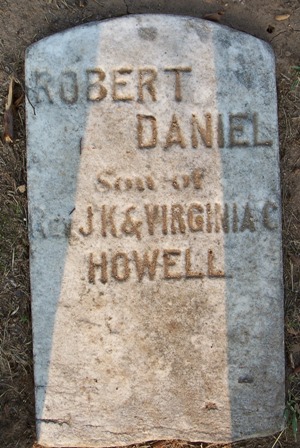 ROBERT
DANIEL
Son of
REV J K & VIRGINIA C
HOWELL